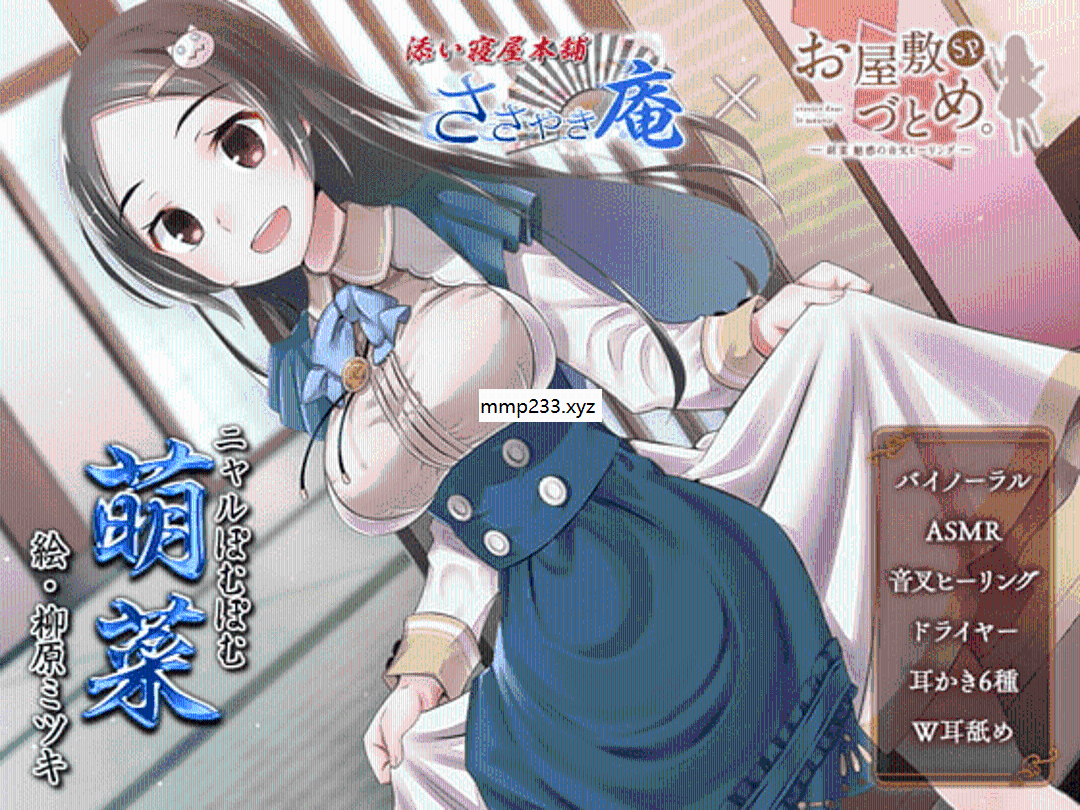 添い寝屋本舗
ささやき庵
×
お屋敷SP
づとめ。
mmp233.xyz
ニャルぽむぽむ
萌菜
絵・柳原ミツキ
バイノーラル
ASMR
音叉ヒーリング
ドライヤー
耳かき6種
W耳舐め